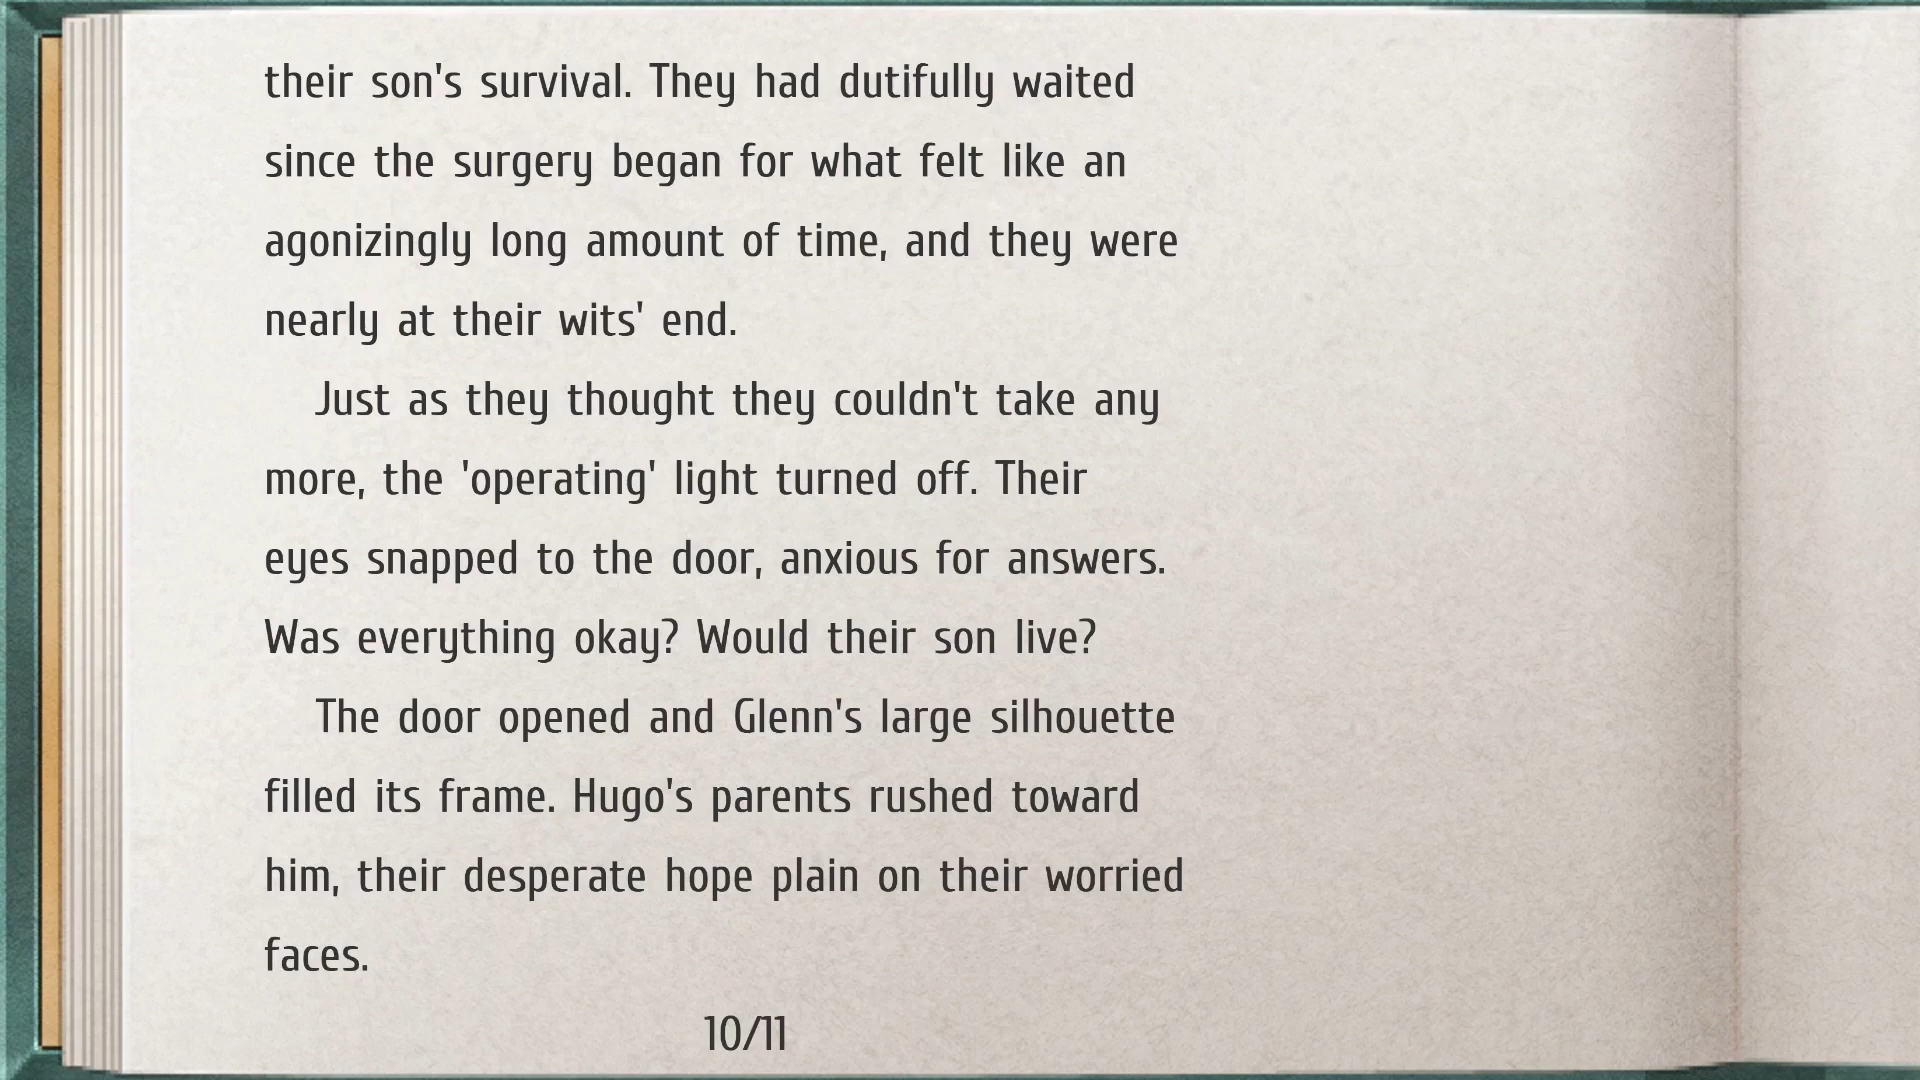 their son's survival. They had dutifully waited
since the surgery began for what felt like an
agonizingly long amount of time, and they were
nearly at their wits' end.
Just as they thought they couldn't take any
more, the 'operating' light turned off. Their
eyes snapped to the door, anxious for answers.
Was everything okay? Would their son live?
The door opened and Glenn's large silhouette
filled its frame. Hugo's parents rushed toward
him, their desperate hope plain on their worried
faces.
10/11